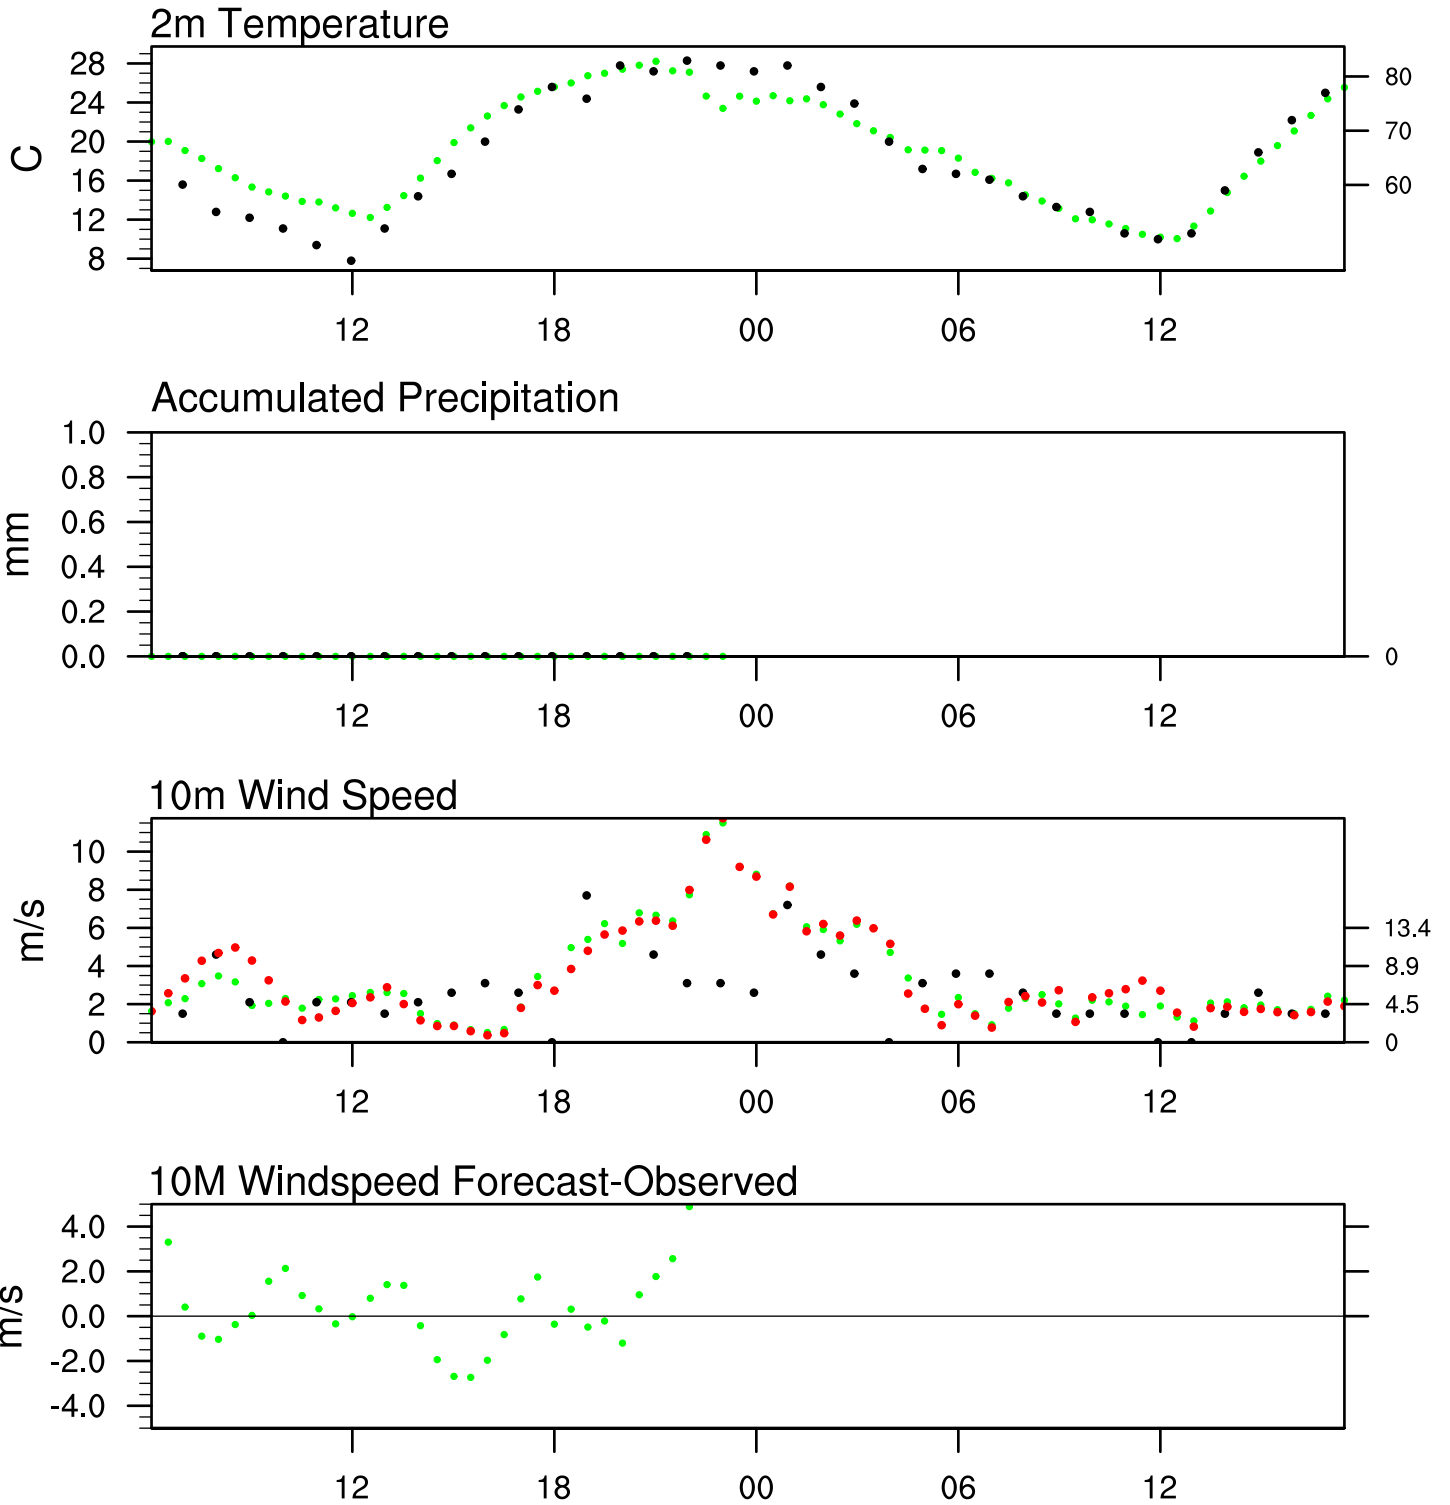 2m Temperature
28
24
20
16
12
8
C
80
70
60
12 18 00 06 12
Accumulated Precipitation
1.0
0.8
0.6
0.4
0.2
0.0
mm
0
12 18 00 06 12
10m Wind Speed
10
8
6
4
2
0
m/s
13.4
8.9
4.5
0
12 18 00 06 12
10M Windspeed Forecast-Observed
4.0
2.0
0.0
-2.0
-4.0
m/s
12 18 00 06 12